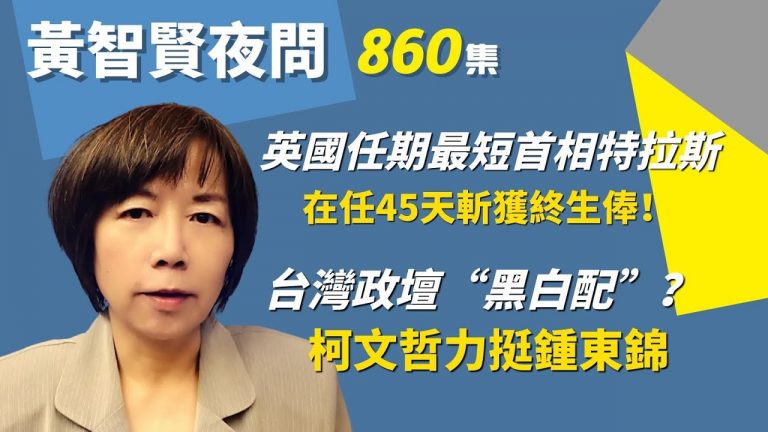 黃智賢夜問 860集
英國任期最短首相特拉斯
在任45天斬獲終生俸！
台灣政壇“黑白配”？
柯文哲力挺鍾東錦